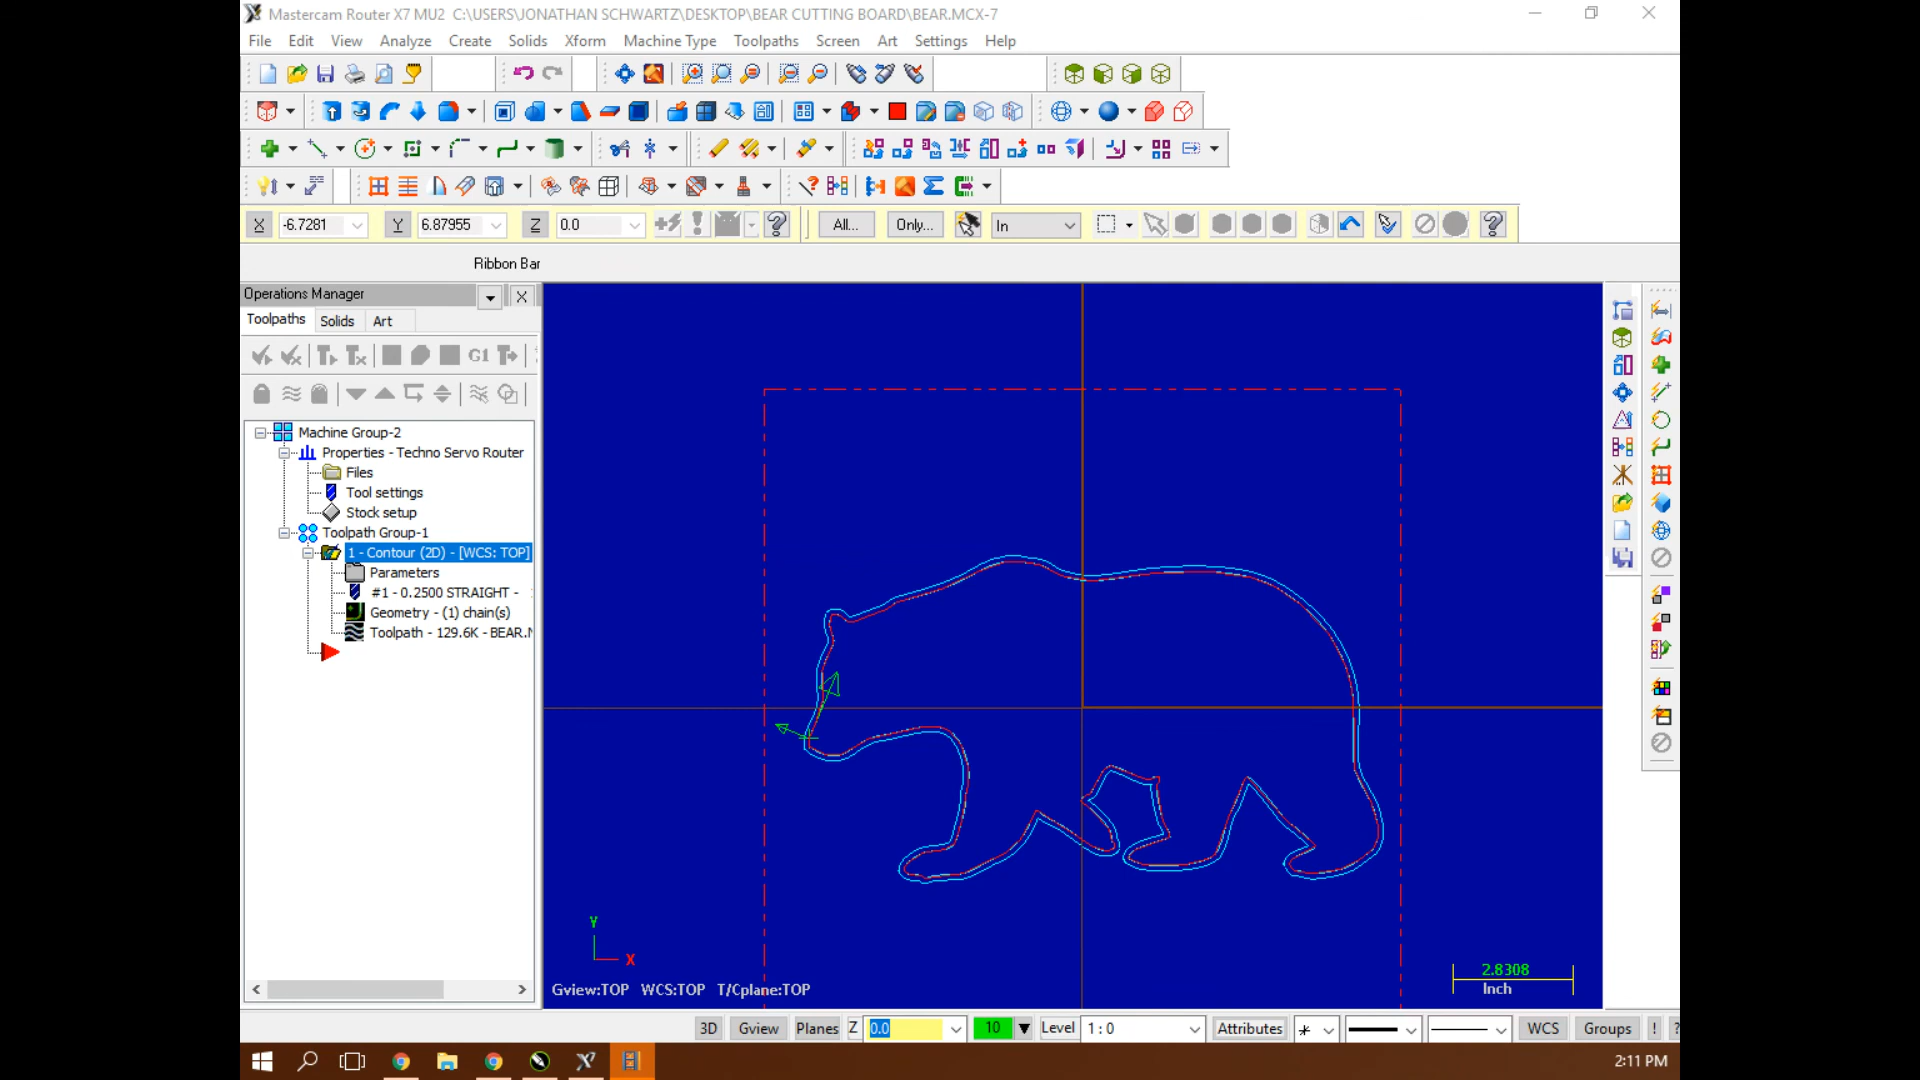 Mastercam Router X7 MU2 C:\USERS\JONATHAN SCHWARTZ\DESKTOP\BEAR CUTTING BOARD\BEAR.MCX-7
File Edit View Analyze Create Solids Xform Machine Type Toolpaths Screen Art Settings Help
X -6.7281 Y 6.87955 Z 0.0 All... Only... In
Ribbon Bar
Operations Manager
Toolpaths Solids Art
G1
Machine Group-2
Properties - Techno Servo Router
Files
Tool settings
Stock setup
Toolpath Group-1
1 - Contour (2D) - [WCS: TOP]
Parameters
#1 - 0.2500 STRAIGHT -
Geometry - (1) chain(s)
Toolpath - 129.6K - BEAR.N
Y
X
2.8308
Inch
Gview:TOP WCS:TOP T/Cplane:TOP
3D Gview Planes Z 0.0 10 Level 1 : 0 Attributes WCS Groups ! ?
2:11 PM